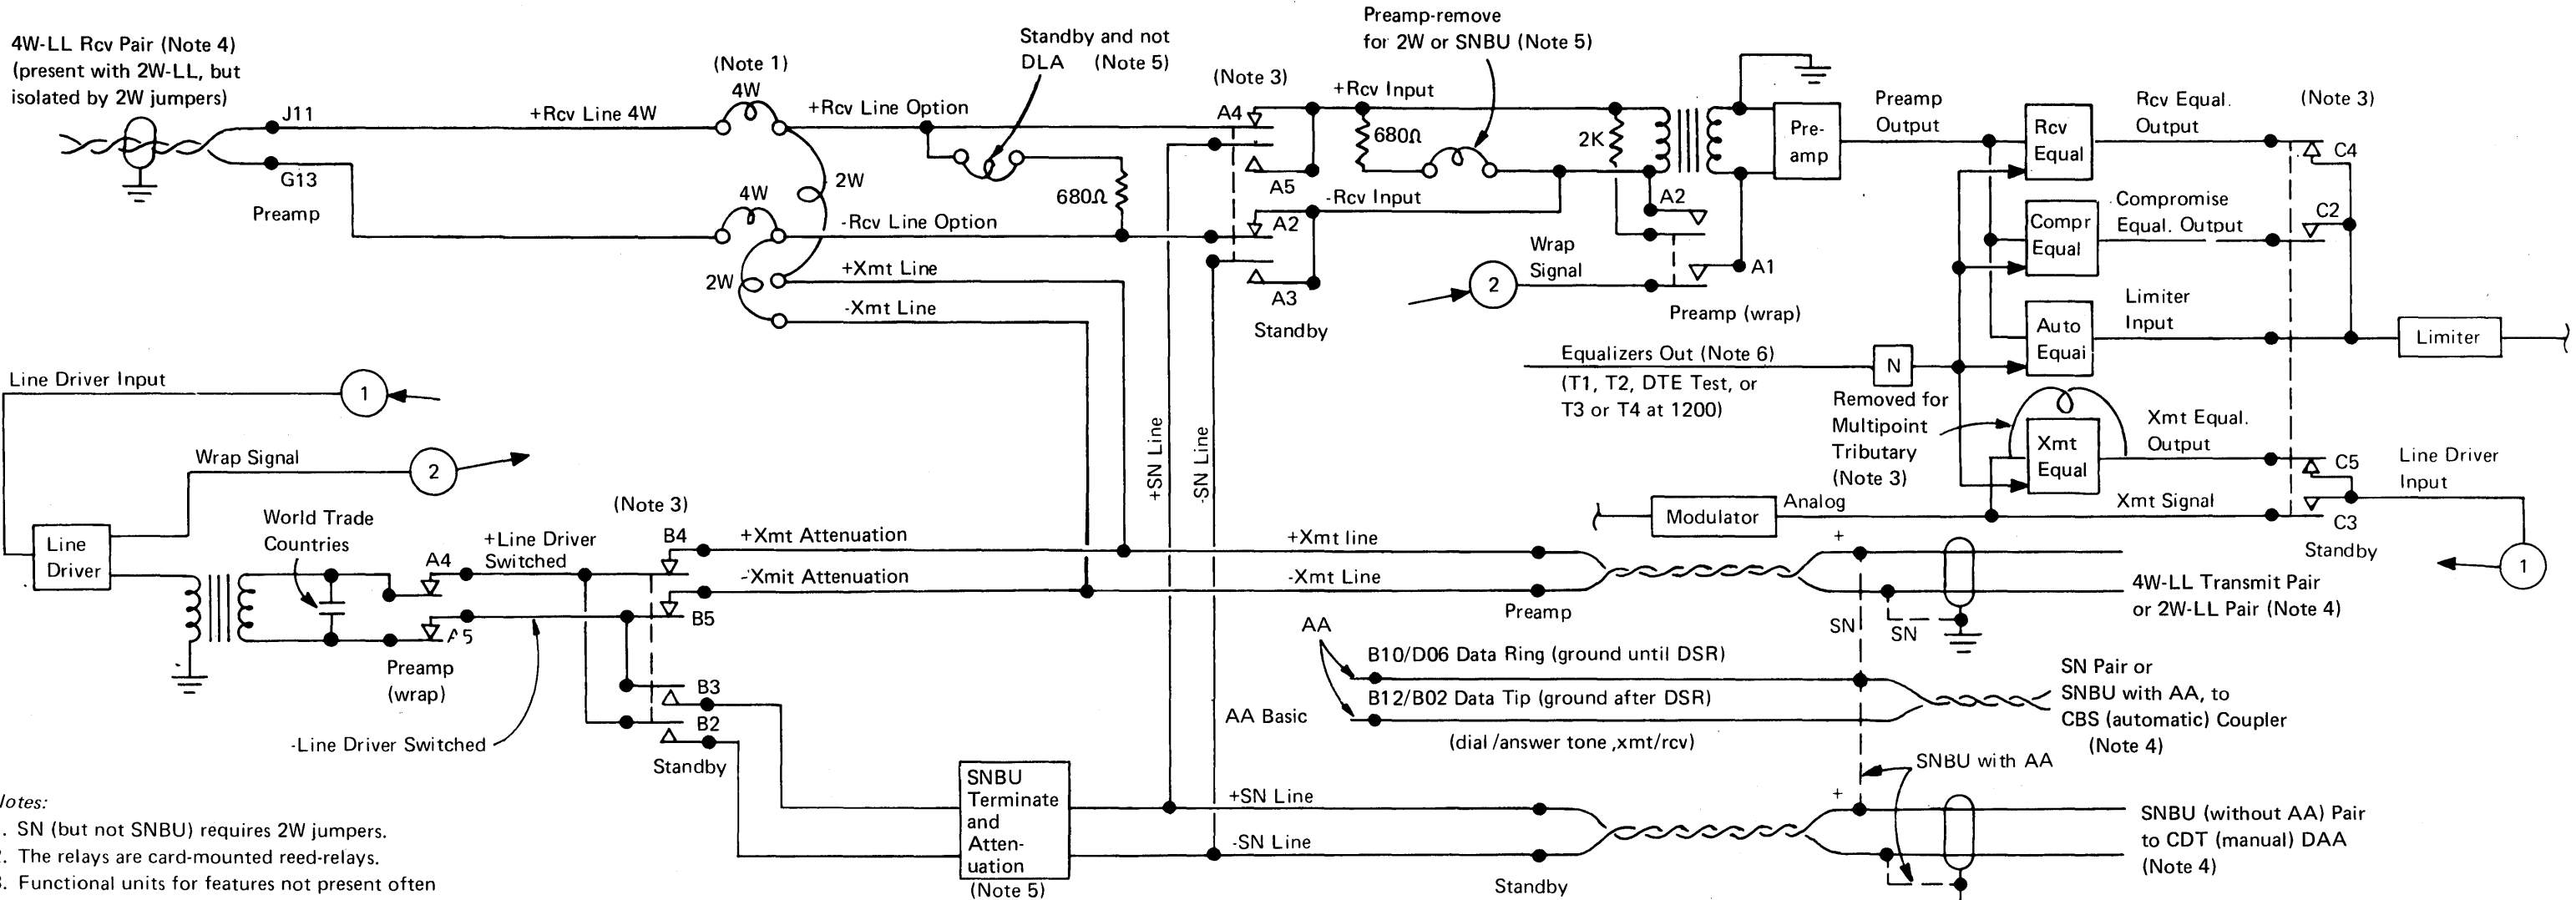 4W-LL Rcv Pair (Note 4)
(present with 2W-LL, but
isolated by 2W jumpers)
J11
G13
Preamp
+Rcv Line 4W
(Note 1)
4W
4W
2W
2W
+Rcv Line Option
-Rcv Line Option
+Xmt Line
-Xmt Line
Standby and not
DLA (Note 5)
680Ω
(Note 3)
A4
A5
A2
A3
Standby
Preamp-remove
for 2W or SNBU (Note 5)
+Rcv Input
680Ω
2K
-Rcv Input
A2
A1
Wrap
Signal
2
Preamp (wrap)
Pre-
amp
Preamp
Output
Rcv
Equal
Rcv Equal.
Output
(Note 3)
C4
Compr
Equal
Compromise
Equal. Output
C2
Auto
Equai
Limiter
Input
Limiter
Equalizers Out (Note 6)
(T1, T2, DTE Test, or
T3 or T4 at 1200)
N
Removed for
Multipoint
Tributary
(Note 3)
Xmt
Equal
Xmt Equal.
Output
C5
Line Driver
Input
Modulator
Analog
Xmt Signal
C3
Standby
1
Line Driver Input
1
Wrap Signal
2
Line
Driver
World Trade
Countries
A4
A5
Preamp
(wrap)
+Line Driver
Switched
-Line Driver Switched
(Note 3)
B4
B5
B3
B2
Standby
+Xmt Attenuation
-Xmit Attenuation
+SN Line
-SN Line
+Xmt line
-Xmt Line
Preamp
+
SN
SN
4W-LL Transmit Pair
or 2W-LL Pair (Note 4)
AA
B10/D06 Data Ring (ground until DSR)
B12/B02 Data Tip (ground after DSR)
AA Basic
(dial/answer tone ,xmt/rcv)
SN Pair or
SNBU with AA, to
CBS (automatic) Coupler
(Note 4)
SNBU with AA
SNBU
Terminate
and
Atten-
uation
(Note 5)
+SN Line
-SN Line
Standby
+
SNBU (without AA) Pair
to CDT (manual) DAA
(Note 4)
Notes:
1. SN (but not SNBU) requires 2W jumpers.
2. The relays are card-mounted reed-relays.
3. Functional units for features not present often